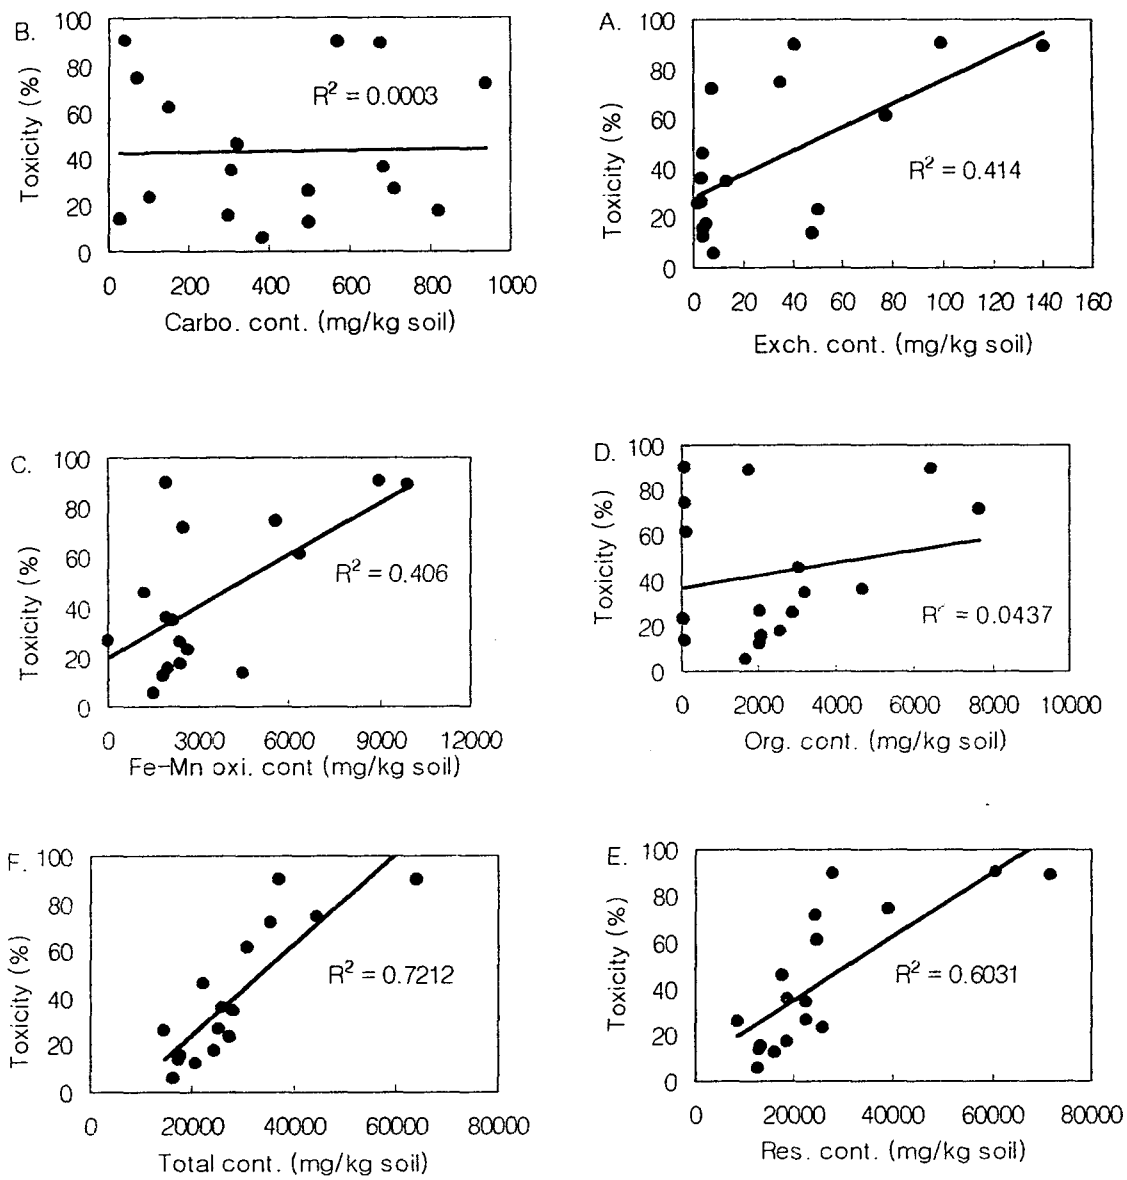 B.
100
80
60
40
20
0
Toxicity (%)
R² = 0.0003
0 200 400 600 800 1000
Carbo. cont. (mg/kg soil)
A.
100
80
60
40
20
0
Toxicity (%)
R² = 0.414
0 20 40 60 80 100 120 140 160
Exch. cont. (mg/kg soil)
C.
100
80
60
40
20
0
Toxicity (%)
R² = 0.406
0 3000 6000 9000 12000
Fe-Mn oxi. cont (mg/kg soil)
D.
100
80
60
40
20
0
Toxicity (%)
R² = 0.0437
0 2000 4000 6000 8000 10000
Org. cont. (mg/kg soil)
F.
100
80
60
40
20
0
Toxicity (%)
R² = 0.7212
0 20000 40000 60000 80000
Total cont. (mg/kg soil)
E.
100
80
60
40
20
0
Toxicity (%)
R² = 0.6031
0 20000 40000 60000 80000
Res. cont. (mg/kg soil)